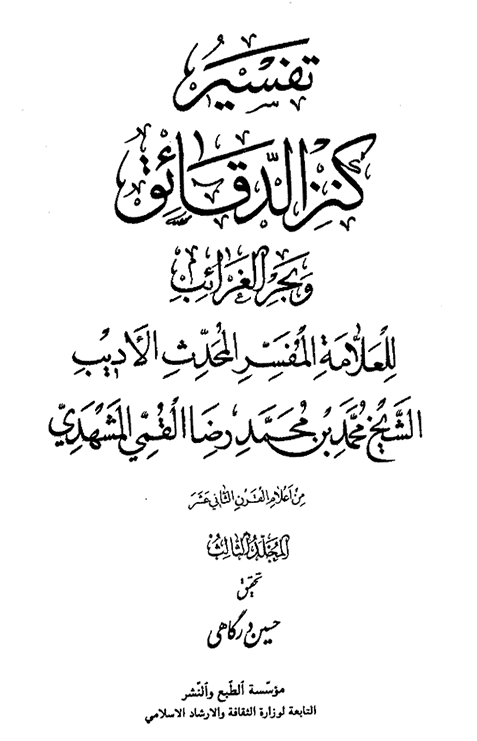 تفسير
كنز الدقائق
وبحر الغرائب
للعلامة المفسر المحدث الأديب
الشيخ محمد بن محمد رضا القمي المشهدي
من أعلام القرن الثاني عشر
المجلد الثالث
تحقيق
حسين درگاهى
مؤسسة الطبع والنشر
التابعة لوزارة الثقافة والارشاد الاسلامي